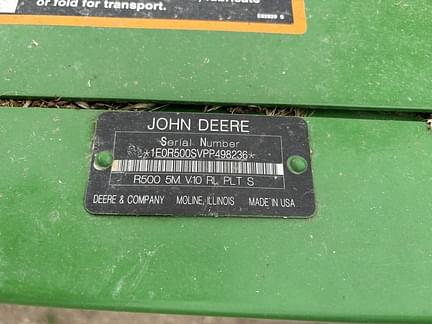 or fold for transport.
JOHN DEERE
Serial Number
*1E0R500SVPP498236*
R500 5M V10 RL PLT S
DEERE & COMPANY MOLINE, ILLINOIS MADE IN USA